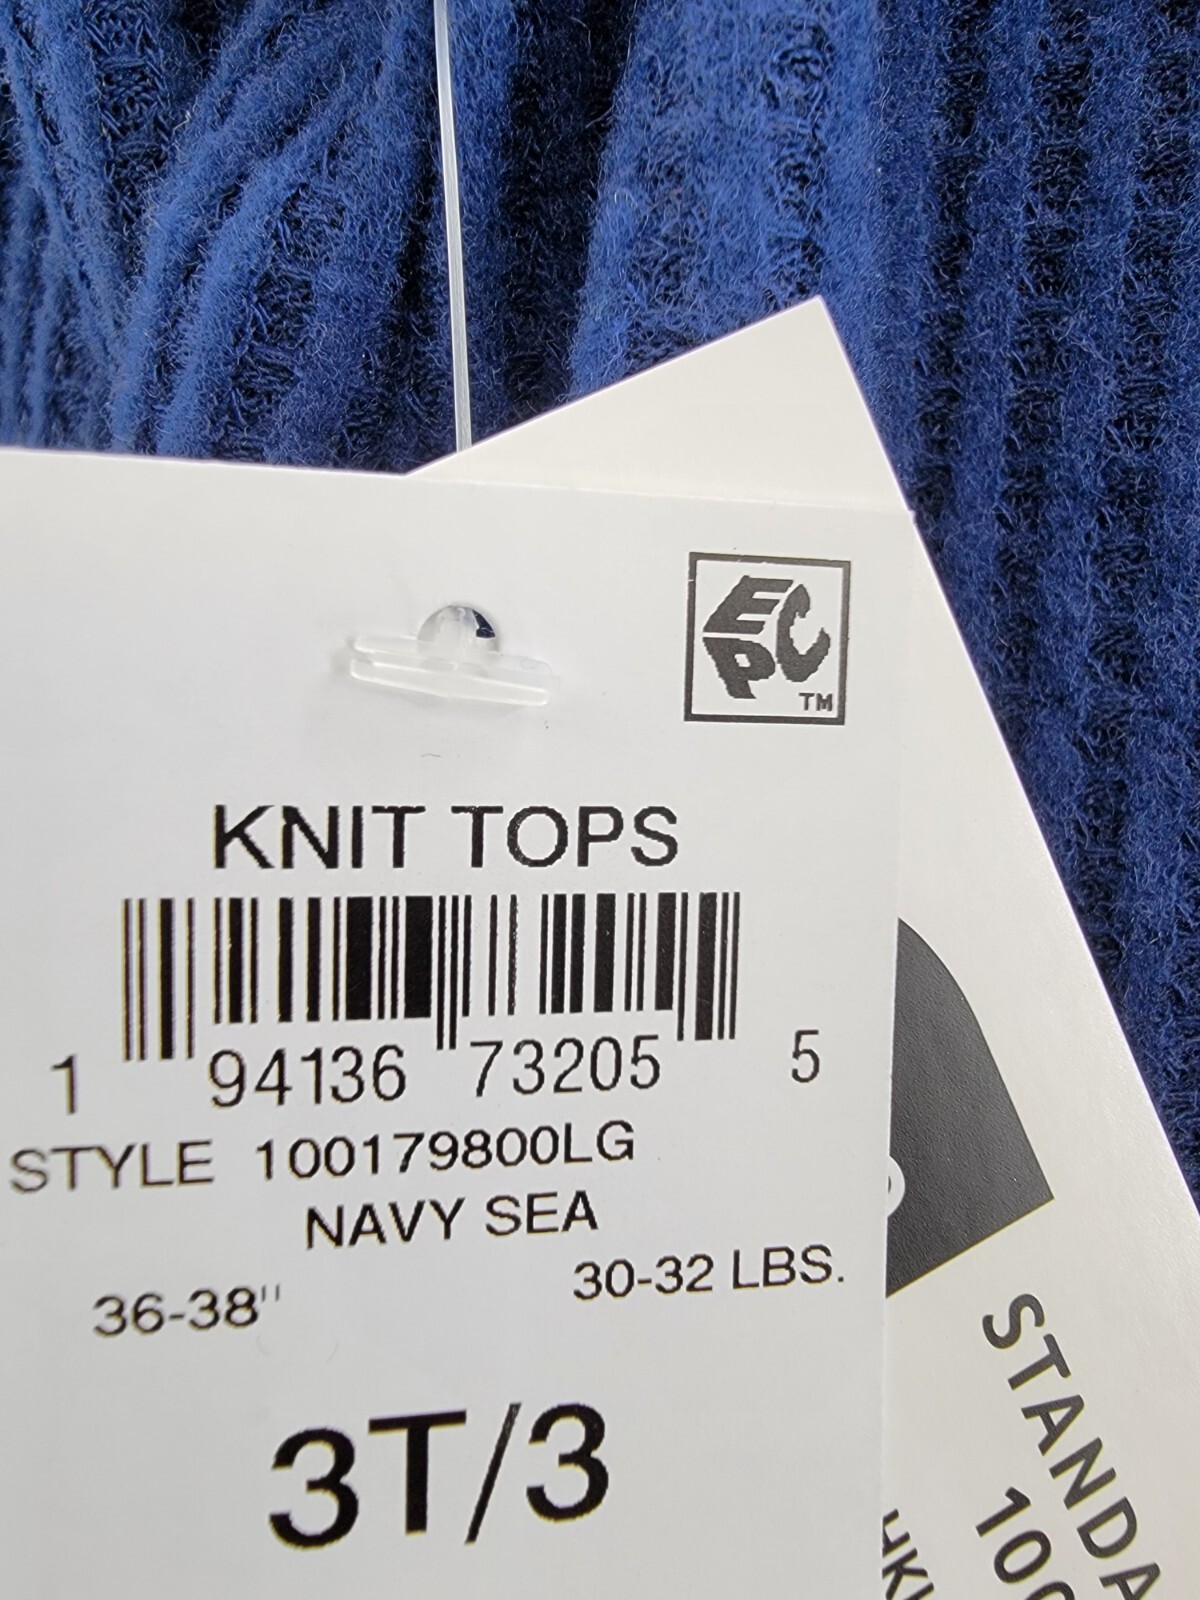 EPC
TM
KNIT TOPS
1 94136 73205 5
STYLE 100179800LG
NAVY SEA
36-38" 30-32 LBS.
3T/3
STANDA
100